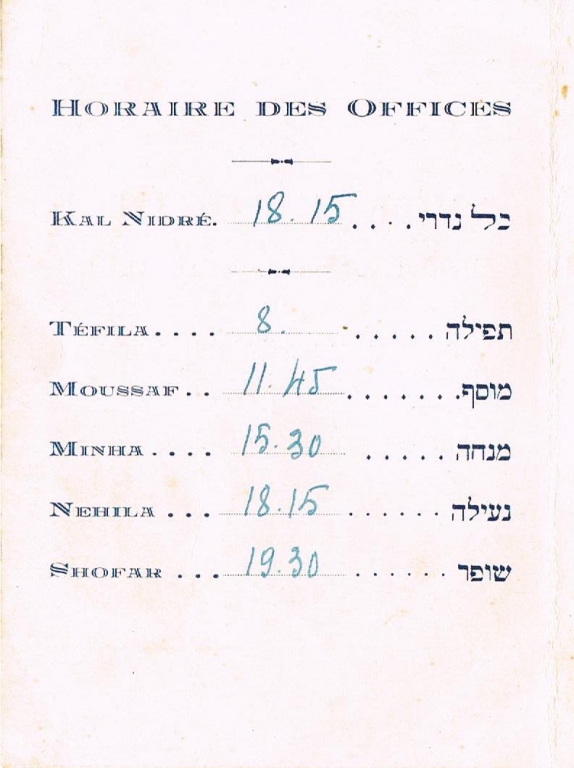 HORAIRE DES OFFICES
KAL NIDRÉ. 18.15 . . . . כל נדרי
TÉFILA . . . . 8. . . . . . תפילה
MOUSSAF . . 11.45 . . . . . . . מוסף
MINHA . . . . 15.30 . . . . . מנחה
NEHILA . . . 18.15 . . . . . . נעילה
SHOFAR . . . 19.30 . . . . . . שופר